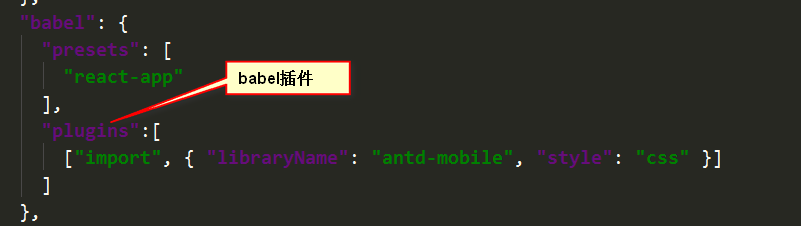 },
"babel": {
"presets": [
"react-app"
babel插件
],
"plugins":[
["import", { "libraryName": "antd-mobile", "style": "css" }]
]
},